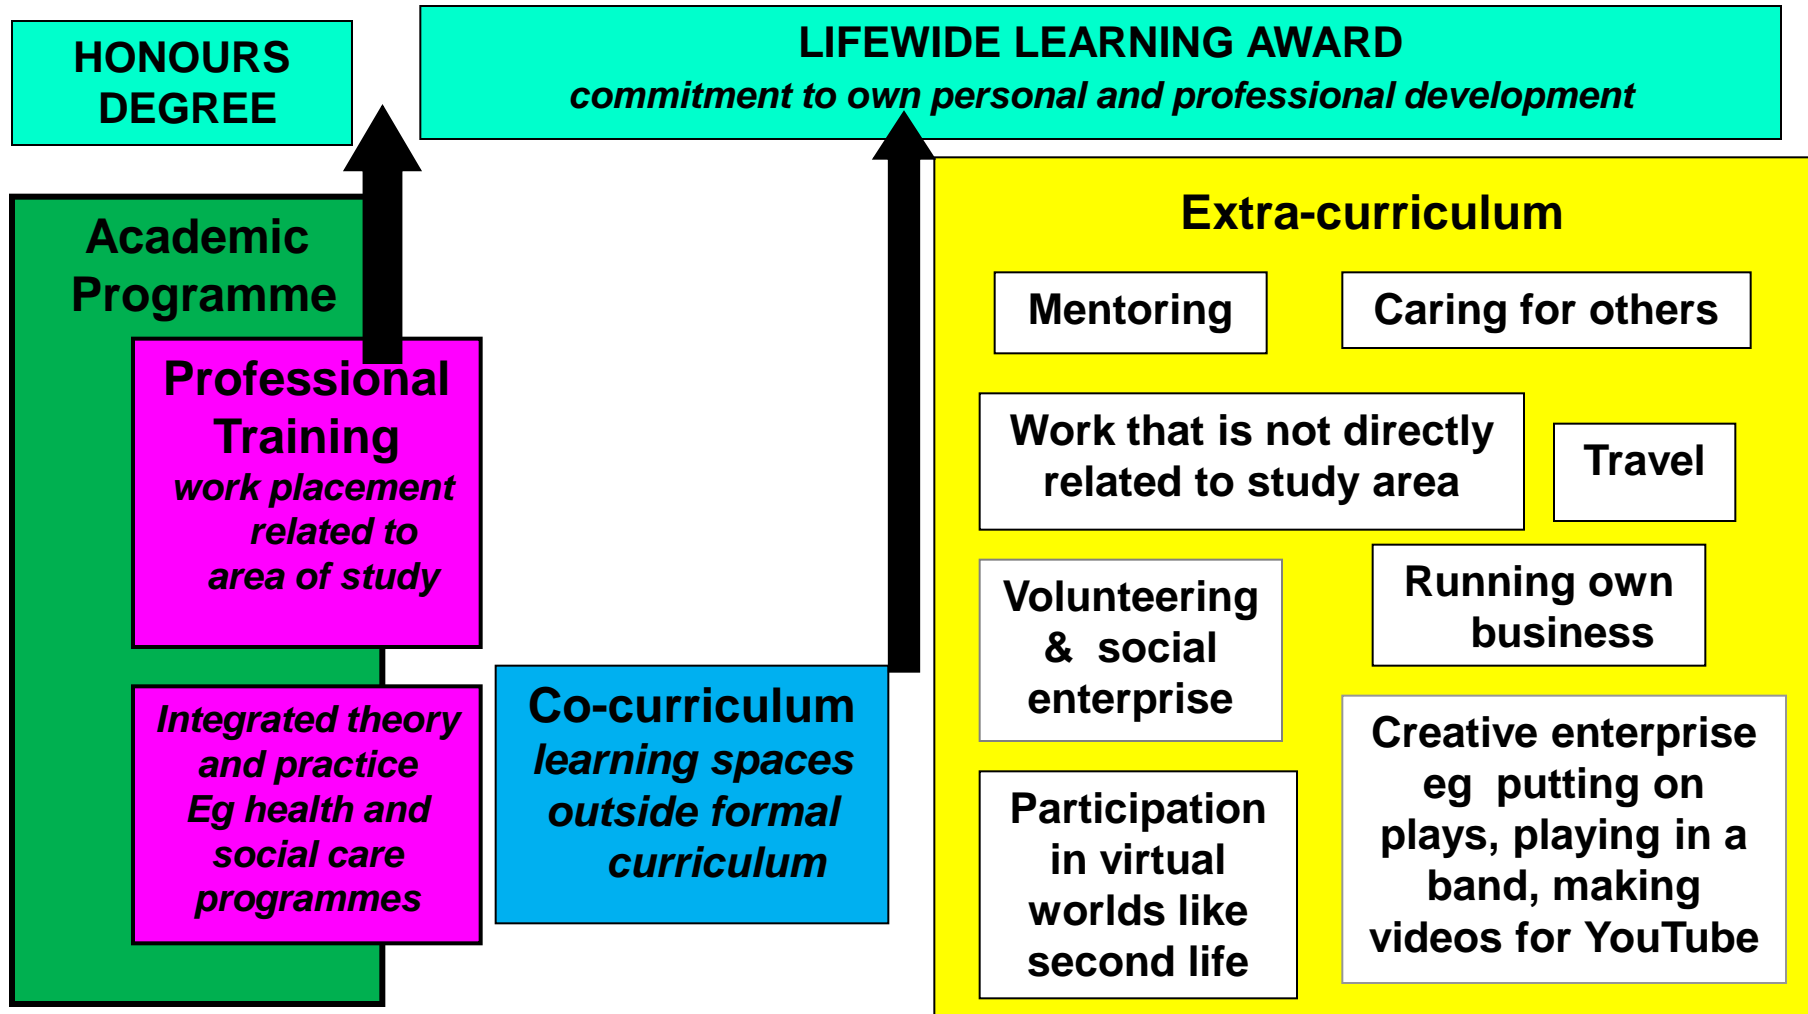 HONOURS
DEGREE
LIFEWIDE LEARNING AWARD
commitment to own personal and professional development
Academic
Programme
Professional
Training
work placement
related to
area of study
Integrated theory
and practice
Eg health and
social care
programmes
Co-curriculum
learning spaces
outside formal
curriculum
Extra-curriculum
Mentoring
Caring for others
Work that is not directly
related to study area
Travel
Volunteering
& social
enterprise
Running own
business
Participation
in virtual
worlds like
second life
Creative enterprise
eg putting on
plays, playing in a
band, making
videos for YouTube